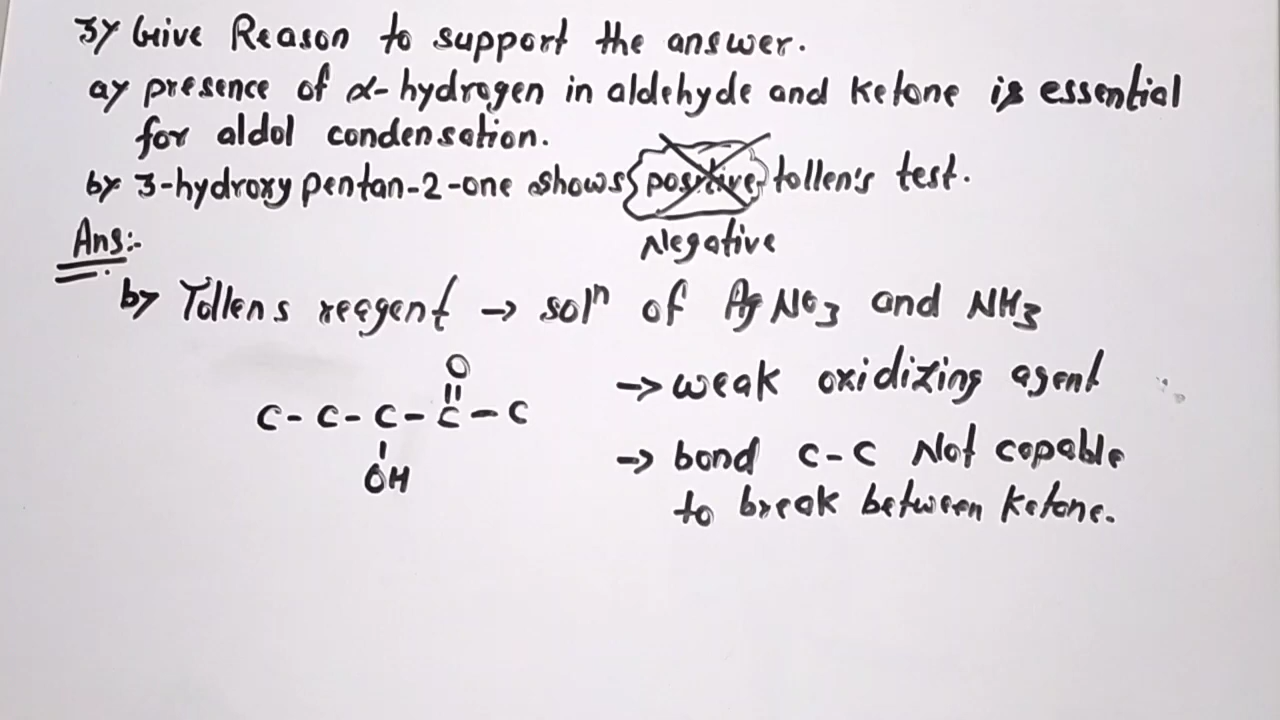 3) Give Reason to support the answer.
a) presence of α-hydrogen in aldehyde and ketone is essential
for aldol condensation.
b) 3-hydroxy pentan-2-one shows positive tollen's test.
Negative
Ans:-
b) Tollens reagent → solⁿ of AgNO₃ and NH₃
→ weak oxidizing agent
O
C-C-C-C-C
OH
→ bond C-C Not capable
to break between Ketone.